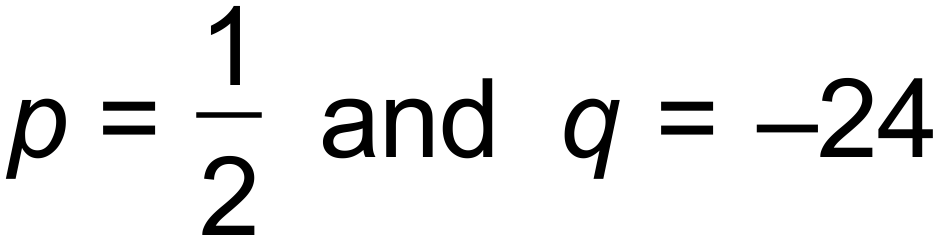 p = 1/2 and q = –24